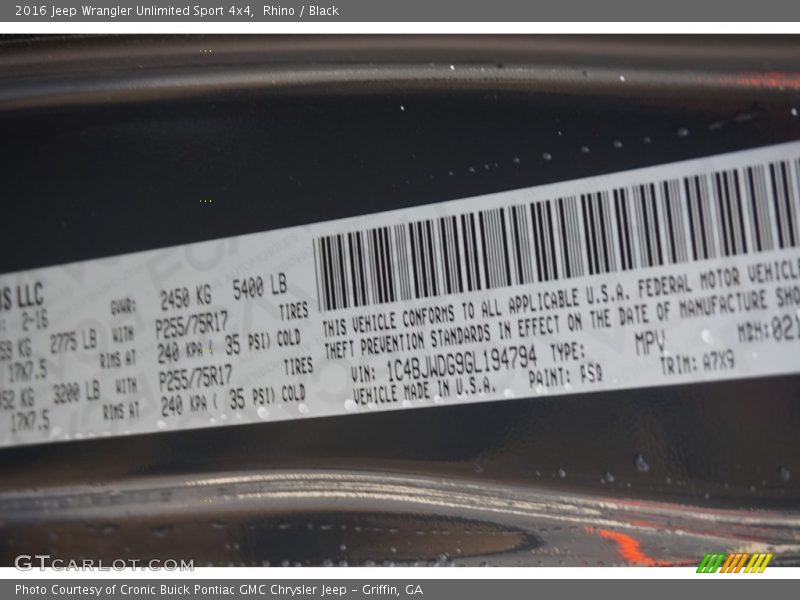 2016 Jeep Wrangler Unlimited Sport 4x4, Rhino / Black
LLC
2-16
GVWR: 2450 KG 5400 LB
KG 2775 LB WITH P255/75R17 TIRES
17X7.5 RIMS AT 240 KPA ( 35 PSI) COLD
KG 3200 LB WITH P255/75R17 TIRES
17X7.5 RIMS AT 240 KPA ( 35 PSI) COLD
THIS VEHICLE CONFORMS TO ALL APPLICABLE U.S.A. FEDERAL MOTOR VEHICLE
THEFT PREVENTION STANDARDS IN EFFECT ON THE DATE OF MANUFACTURE SHO
VIN: 1C4BJWDG9GL194794 TYPE: MPV MDH: 021
VEHICLE MADE IN U.S.A. PAINT: FSQ TRIM: A7X9
GTCARLOT.COM
Photo Courtesy of Cronic Buick Pontiac GMC Chrysler Jeep - Griffin, GA